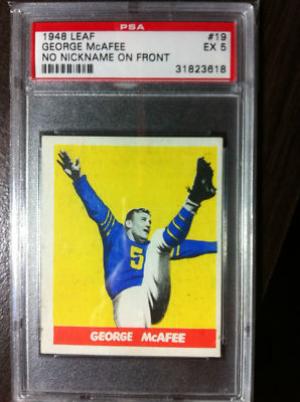 PSA
1948 LEAF #19
GEORGE McAFEE EX 5
NO NICKNAME ON FRONT
31823618
5
GEORGE McAFEE